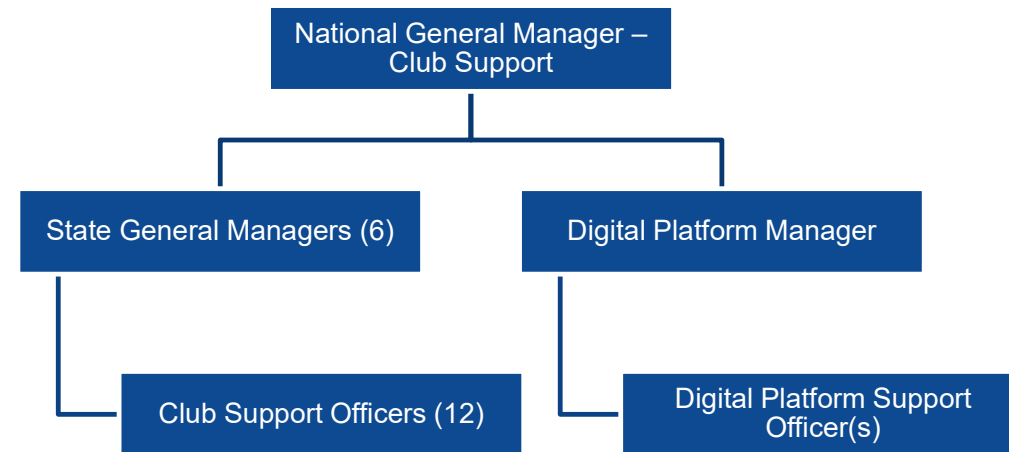 National General Manager –
Club Support
State General Managers (6)
Digital Platform Manager
Club Support Officers (12)
Digital Platform Support
Officer(s)